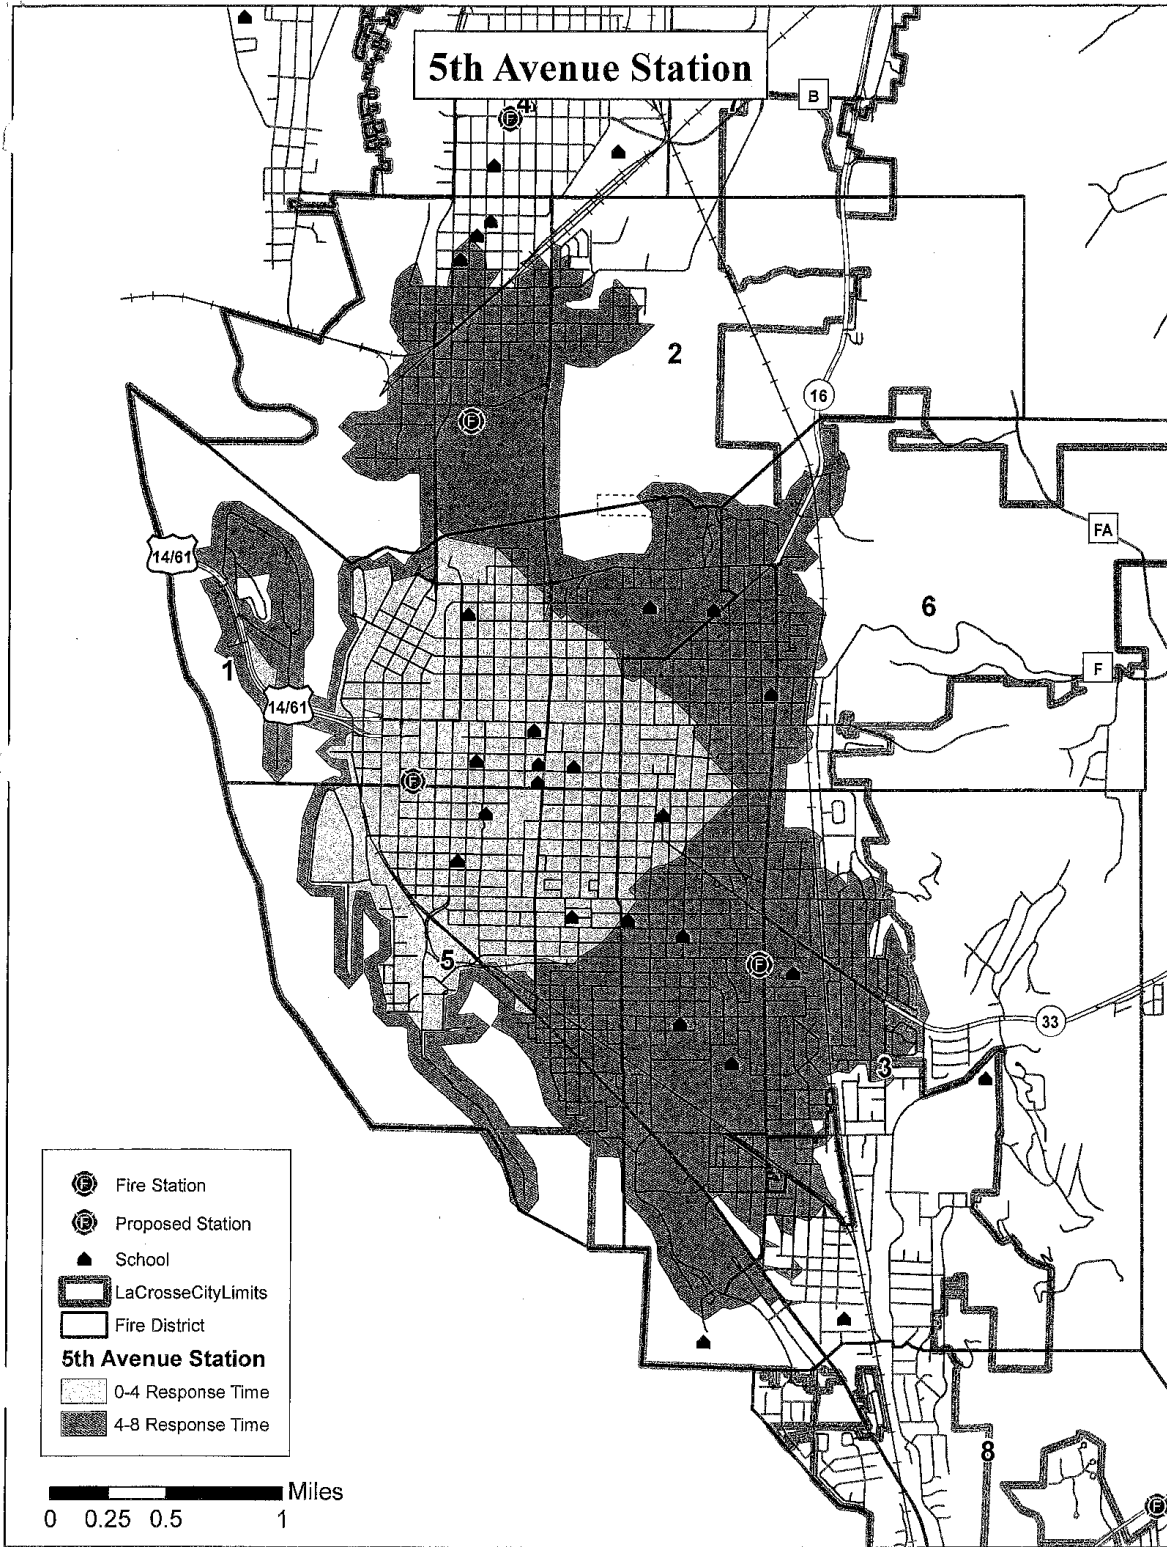 5th Avenue Station
B
4
F
2
16
F
FA
14/61
6
1
F
14/61
F
5
F
33
3
F Fire Station
F Proposed Station
School
LaCrosseCityLimits
Fire District
5th Avenue Station
0-4 Response Time
4-8 Response Time
8
F
Miles
0 0.25 0.5 1